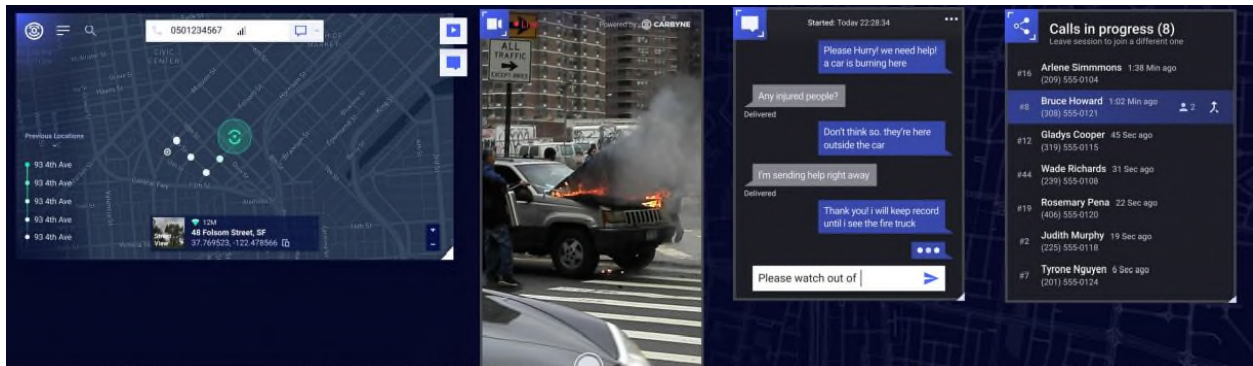 0501234567
CIVIC
CENTER
Previous Locations
93 4th Ave
93 4th Ave
93 4th Ave
93 4th Ave
93 4th Ave
Street
View
12M
48 Folsom Street, SF
37.769523, -122.478566
+
-
Powered by CARBYNE
ALL
TRAFFIC
EXCEPT BUSES
Started: Today 22:28:34
Please Hurry! we need help!
a car is burning here
Any injured people?
Delivered
Don't think so. they're here
outside the car
I'm sending help right away
Delivered
Thank you! i will keep record
until i see the fire truck
Please watch out of
Calls in progress (8)
Leave session to join a different one
#16 Arlene Simmmons 1:38 Min ago
(209) 555-0104
#8 Bruce Howard 1:02 Min ago 2
(308) 555-0121
#12 Gladys Cooper 45 Sec ago
(319) 555-0115
#44 Wade Richards 31 Sec ago
(239) 555-0108
#19 Rosemary Pena 22 Sec ago
(406) 555-0120
#2 Judith Murphy 19 Sec ago
(225) 555-0118
#7 Tyrone Nguyen 6 Sec ago
(201) 555-0124